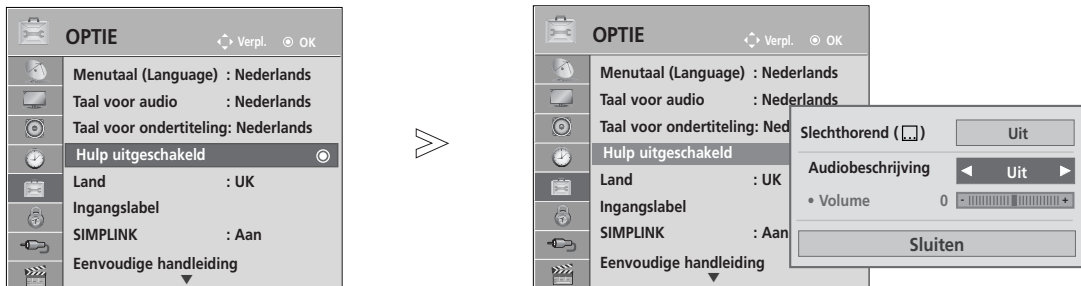 OPTIE
Verpl. OK
Menutaal (Language) : Nederlands
Taal voor audio : Nederlands
Taal voor ondertiteling: Nederlands
Hulp uitgeschakeld
Land : UK
Ingangslabel
SIMPLINK : Aan
Eenvoudige handleiding
OPTIE
Verpl. OK
Menutaal (Language) : Nederlands
Taal voor audio : Nederlands
Taal voor ondertiteling: Ned
Hulp uitgeschakeld
Land : UK
Ingangslabel
SIMPLINK : Aan
Eenvoudige handleiding
Slechthorend ( ) Uit
Audiobeschrijving ◄ Uit ►
• Volume 0 - +
Sluiten